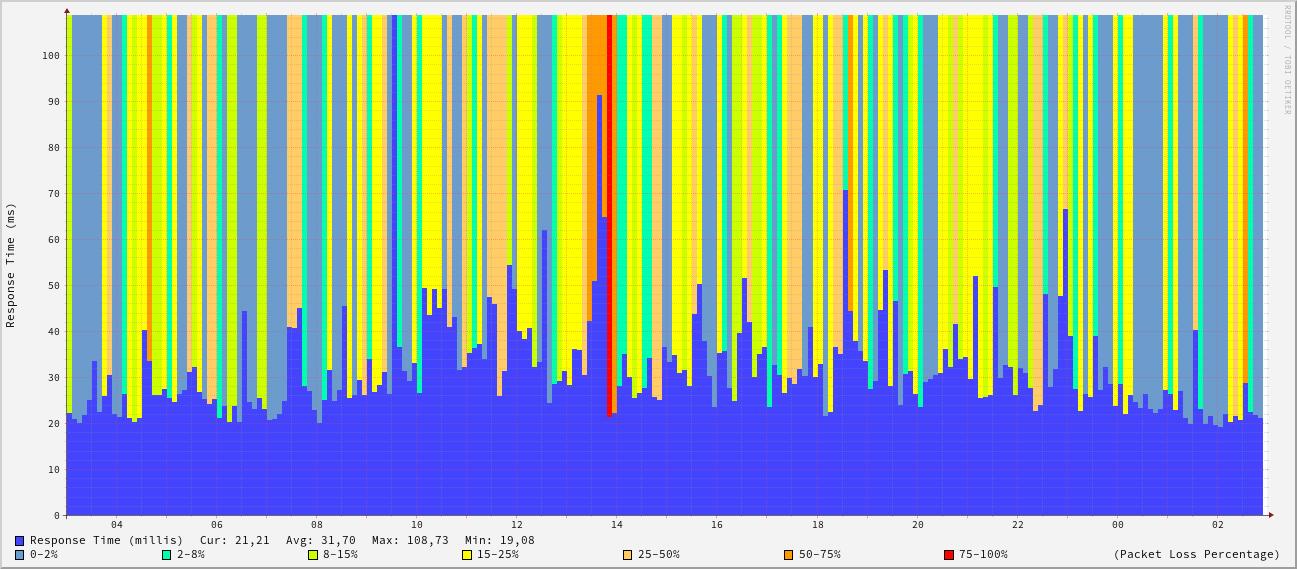 RRDTOOL / TOBI OETIKER
Response Time (ms)
100
90
80
70
60
50
40
30
20
10
0
04 06 08 10 12 14 16 18 20 22 00 02
Response Time (millis) Cur: 21,21 Avg: 31,70 Max: 108,73 Min: 19,08
0-2% 2-8% 8-15% 15-25% 25-50% 50-75% 75-100% (Packet Loss Percentage)